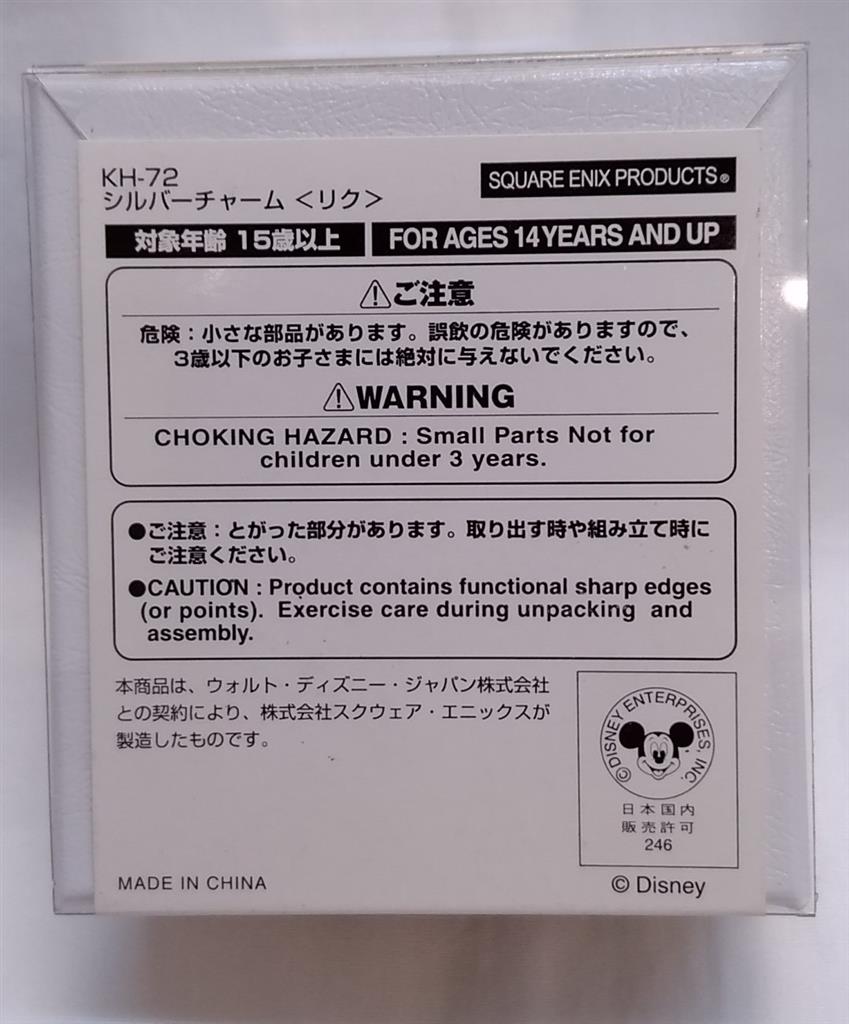 KH-72
シルバーチャーム <リク>
SQUARE ENIX PRODUCTS®
対象年齢 15歳以上
FOR AGES 14 YEARS AND UP
⚠ご注意
危険：小さな部品があります。誤飲の危険がありますので、
3歳以下のお子さまには絶対に与えないでください。
⚠WARNING
CHOKING HAZARD : Small Parts Not for
children under 3 years.
●ご注意：とがった部分があります。取り出す時や組み立て時に
ご注意ください。
●CAUTION : Product contains functional sharp edges
(or points). Exercise care during unpacking and
assembly.
本商品は、ウォルト・ディズニー・ジャパン株式会社
との契約により、株式会社スクウェア・エニックスが
製造したものです。
©DISNEY ENTERPRISES, INC.
日本国内
販売許可
246
MADE IN CHINA
© Disney